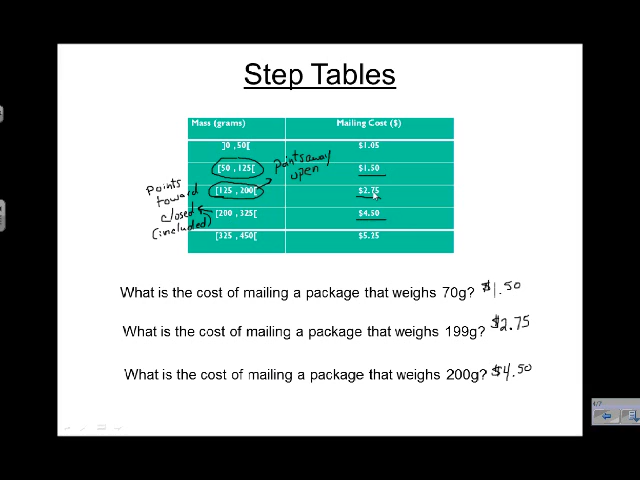 Step Tables
Mass (grams) Mailing Cost ($)
]0 , 50[ $1.05
[50 , 125[ $1.50
[125 , 200[ $2.75
[200 , 325[ $4.50
[325 , 450[ $5.25
points away
open
points
toward
closed
(included)
What is the cost of mailing a package that weighs 70g? $1.50
What is the cost of mailing a package that weighs 199g? $2.75
What is the cost of mailing a package that weighs 200g? $4.50
4/7